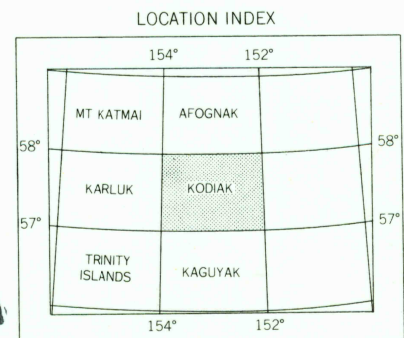 LOCATION INDEX
154° 152°
MT KATMAI AFOGNAK
58° 58°
KARLUK KODIAK
57° 57°
TRINITY
ISLANDS KAGUYAK
154° 152°